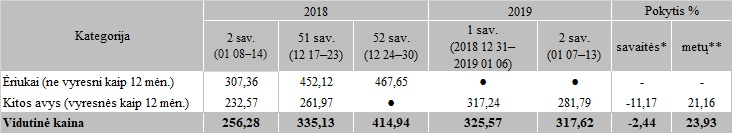 Kategorija 2018 2019 Pokytis %
2 sav. (01 08–14) 51 sav. (12 17–23) 52 sav. (12 24–30) 1 sav. (2018 12 31–2019 01 06) 2 sav. (01 07–13) savaitės* metų**
Ėriukai (ne vyresni kaip 12 mėn.) 307,36 452,12 467,65 ● ● - -
Kitos avys (vyresnės kaip 12 mėn.) 232,57 261,97 ● 317,24 281,79 -11,17 21,16
Vidutinė kaina 256,28 335,13 414,94 325,57 317,62 -2,44 23,93